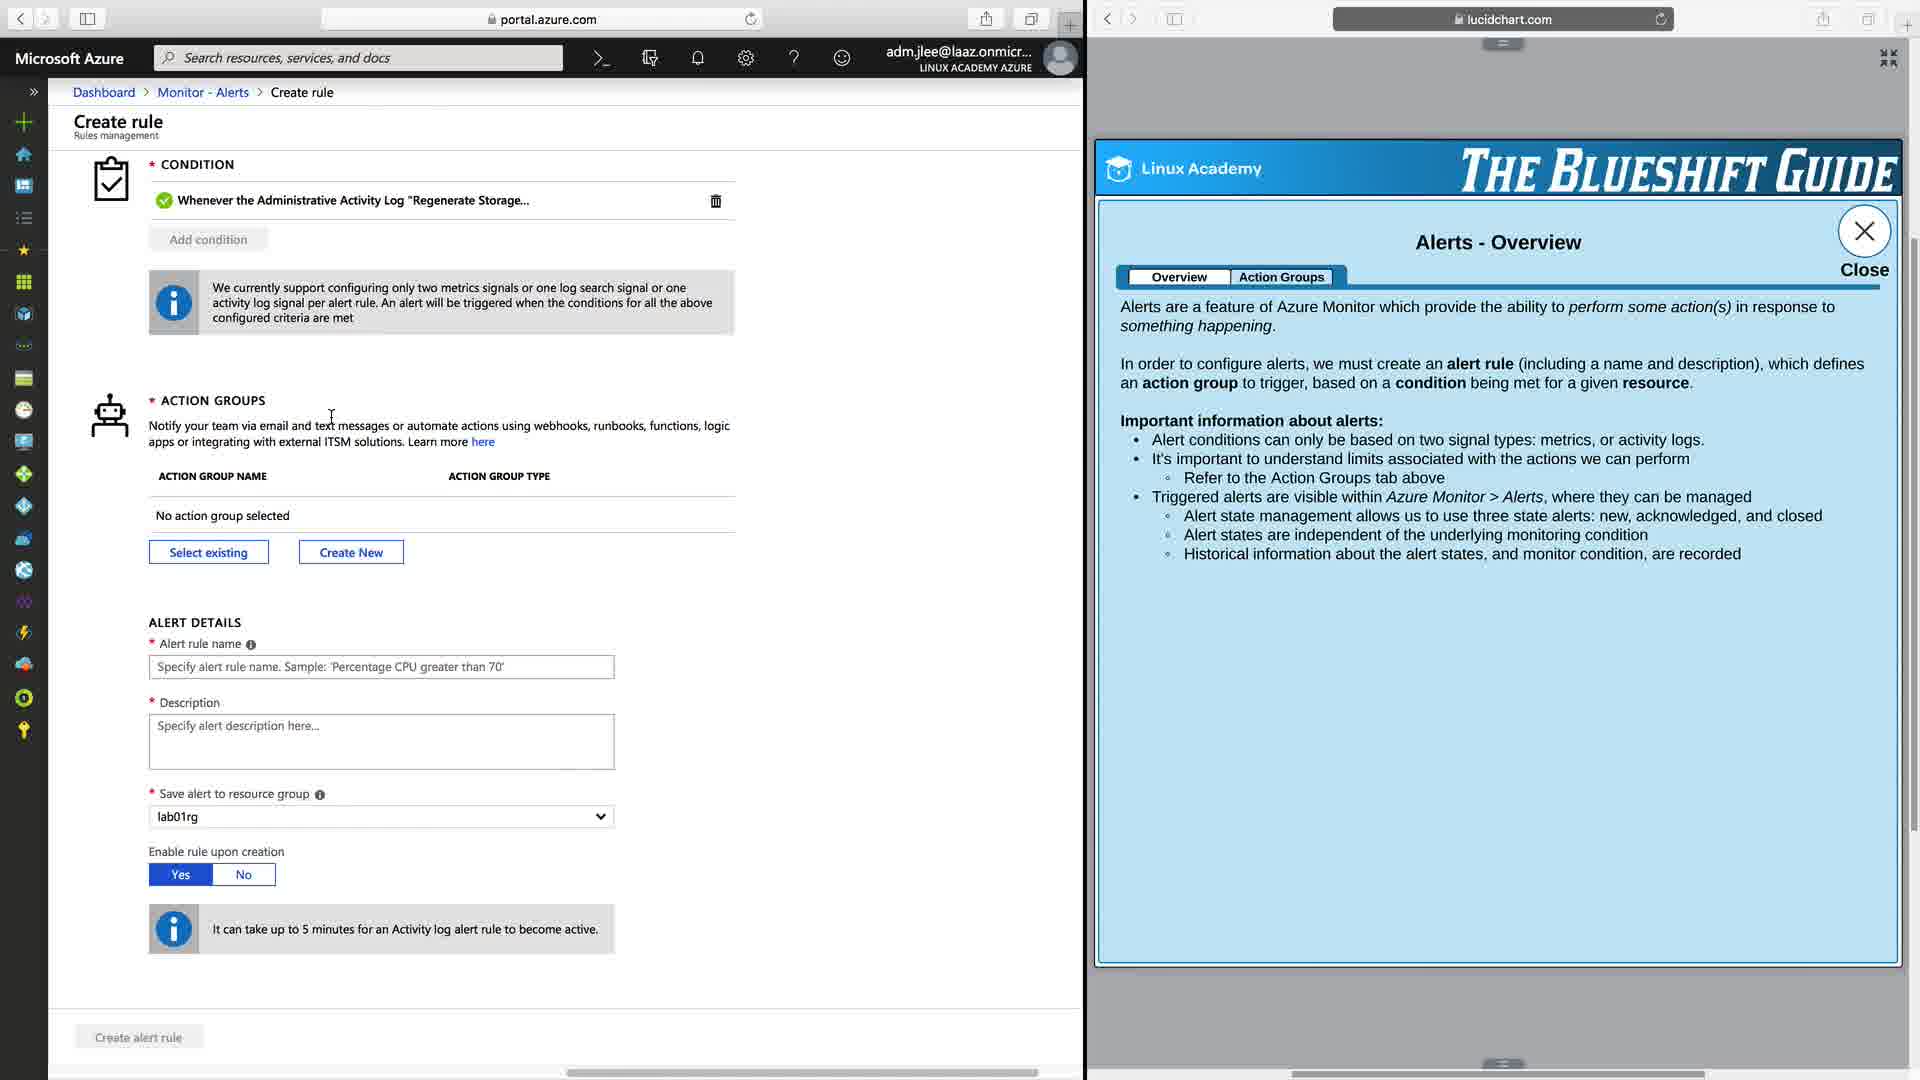 portal.azure.com
Microsoft Azure
Search resources, services, and docs
adm.jlee@laaz.onmicr...
LINUX ACADEMY AZURE
Dashboard > Monitor - Alerts > Create rule
Create rule
Rules management
* CONDITION
Whenever the Administrative Activity Log "Regenerate Storage...
Add condition
We currently support configuring only two metrics signals or one log search signal or one
activity log signal per alert rule. An alert will be triggered when the conditions for all the above
configured criteria are met
* ACTION GROUPS
Notify your team via email and text messages or automate actions using webhooks, runbooks, functions, logic
apps or integrating with external ITSM solutions. Learn more here
ACTION GROUP NAME ACTION GROUP TYPE
No action group selected
Select existing Create New
ALERT DETAILS
* Alert rule name
Specify alert rule name. Sample: 'Percentage CPU greater than 70'
* Description
Specify alert description here...
* Save alert to resource group
lab01rg
Enable rule upon creation
Yes No
It can take up to 5 minutes for an Activity log alert rule to become active.
Create alert rule
lucidchart.com
Linux Academy
THE BLUESHIFT GUIDE
Alerts - Overview
Close
Overview Action Groups
Alerts are a feature of Azure Monitor which provide the ability to perform some action(s) in response to
something happening.
In order to configure alerts, we must create an alert rule (including a name and description), which defines
an action group to trigger, based on a condition being met for a given resource.
Important information about alerts:
• Alert conditions can only be based on two signal types: metrics, or activity logs.
• It's important to understand limits associated with the actions we can perform
◦ Refer to the Action Groups tab above
• Triggered alerts are visible within Azure Monitor > Alerts, where they can be managed
◦ Alert state management allows us to use three state alerts: new, acknowledged, and closed
◦ Alert states are independent of the underlying monitoring condition
◦ Historical information about the alert states, and monitor condition, are recorded